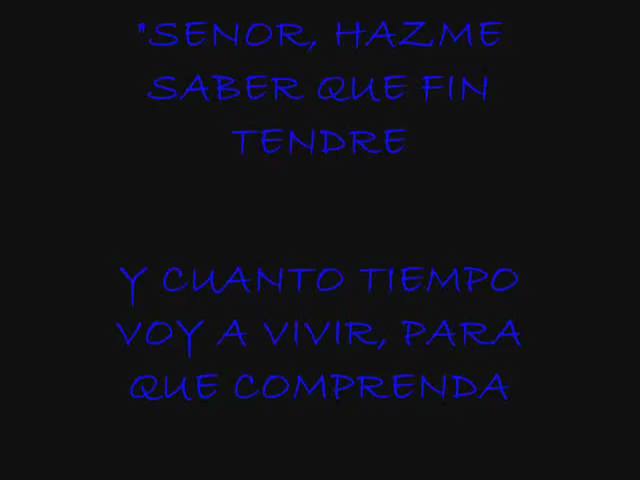 "SENOR, HAZME
SABER QUE FIN
TENDRE
Y CUANTO TIEMPO
VOY A VIVIR, PARA
QUE COMPRENDA